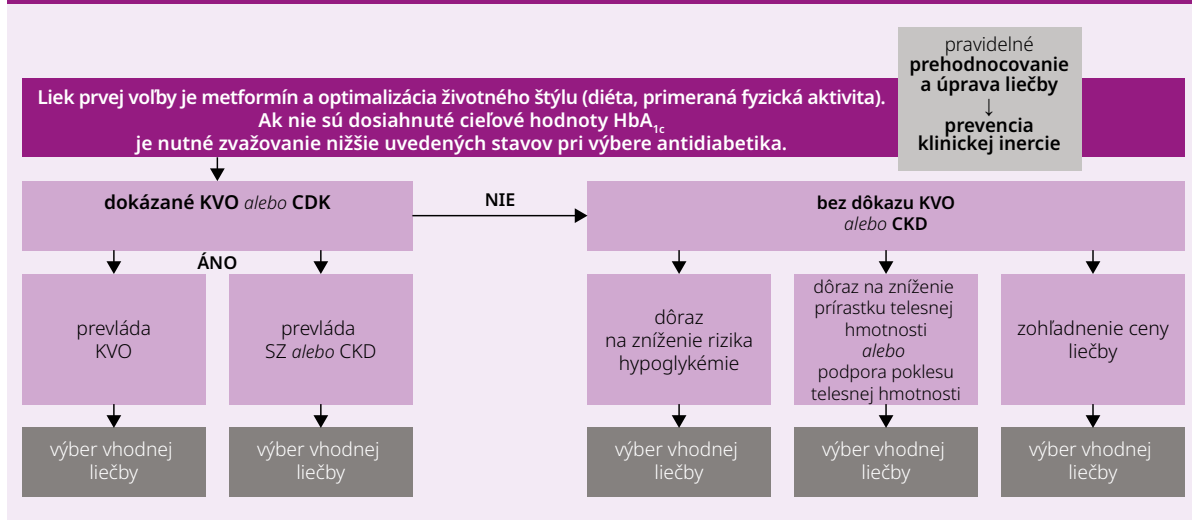 pravidelné
prehodnocovanie
a úprava liečby
↓
prevencia
klinickej inercie
Liek prvej voľby je metformín a optimalizácia životného štýlu (diéta, primeraná fyzická aktivita).
Ak nie sú dosiahnuté cieľové hodnoty HbA1c
je nutné zvažovanie nižšie uvedených stavov pri výbere antidiabetika.
dokázané KVO alebo CDK
NIE
bez dôkazu KVO
alebo CKD
ÁNO
prevláda
KVO
prevláda
SZ alebo CKD
dôraz
na zníženie rizika
hypoglykémie
dôraz na zníženie
prírastku telesnej
hmotnosti
alebo
podpora poklesu
telesnej hmotnosti
zohľadnenie ceny
liečby
výber vhodnej
liečby
výber vhodnej
liečby
výber vhodnej
liečby
výber vhodnej
liečby
výber vhodnej
liečby